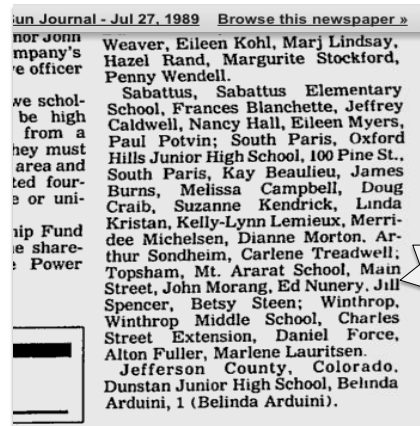 Sun Journal - Jul 27, 1989 Browse this newspaper »
nor John
mpany's
e officer
we schol-
be high
from a
hey must
area and
ted four-
e or uni-
hip Fund
e share-
Power
Weaver, Eileen Kohl, Marj Lindsay,
Hazel Rand, Margurite Stockford,
Penny Wendell.
Sabattus, Sabattus Elementary
School, Frances Blanchette, Jeffrey
Caldwell, Nancy Hall, Eileen Myers,
Paul Potvin; South Paris, Oxford
Hills Junior High School, 100 Pine St.,
South Paris, Kay Beaulieu, James
Burns, Melissa Campbell, Doug
Craib, Suzanne Kendrick, Linda
Kristan, Kelly-Lynn Lemieux, Merri-
dee Michelsen, Dianne Morton, Ar-
thur Sondheim, Carlene Treadwell;
Topsham, Mt. Ararat School, Main
Street, John Morang, Ed Nunery, Jill
Spencer, Betsy Steen; Winthrop,
Winthrop Middle School, Charles
Street Extension, Daniel Force,
Alton Fuller, Marlene Lauritsen.
Jefferson County, Colorado.
Dunstan Junior High School, Belinda
Arduini, 1 (Belinda Arduini).